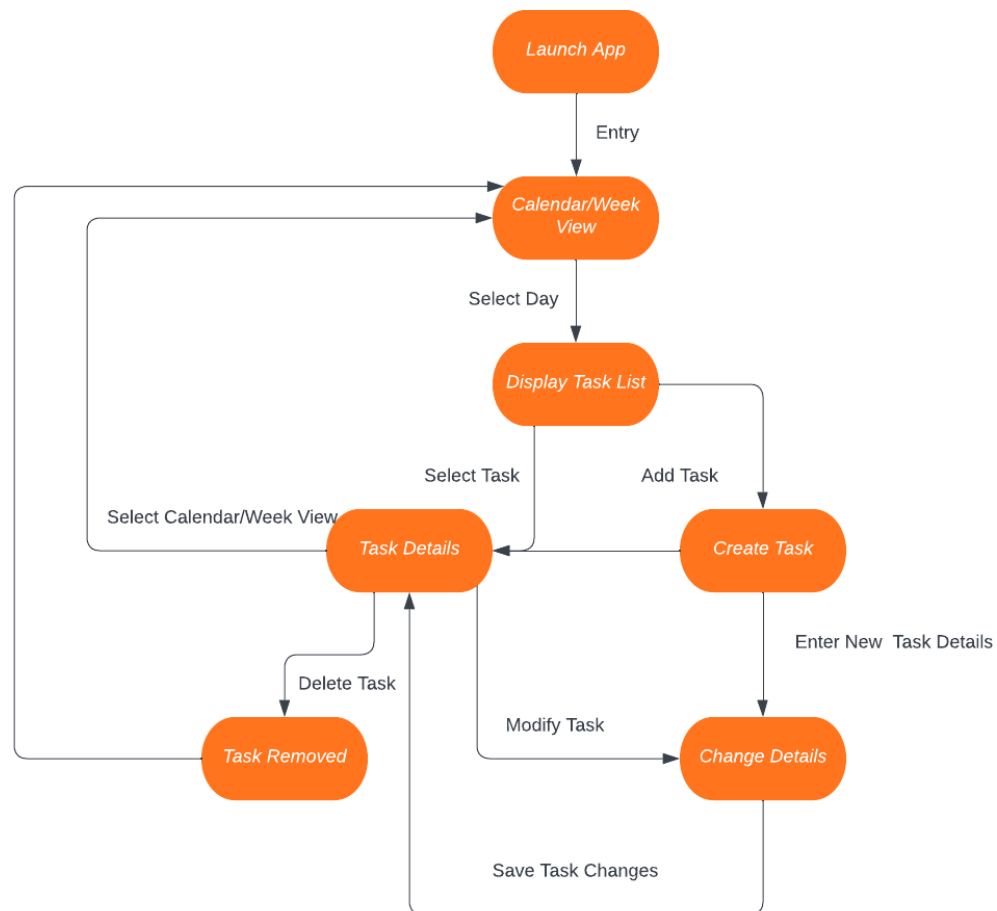 Launch App
Entry
Calendar/Week
View
Select Day
Display Task List
Select Task
Add Task
Select Calendar/Week View
Task Details
Create Task
Enter New  Task Details
Delete Task
Modify Task
Task Removed
Change Details
Save Task Changes